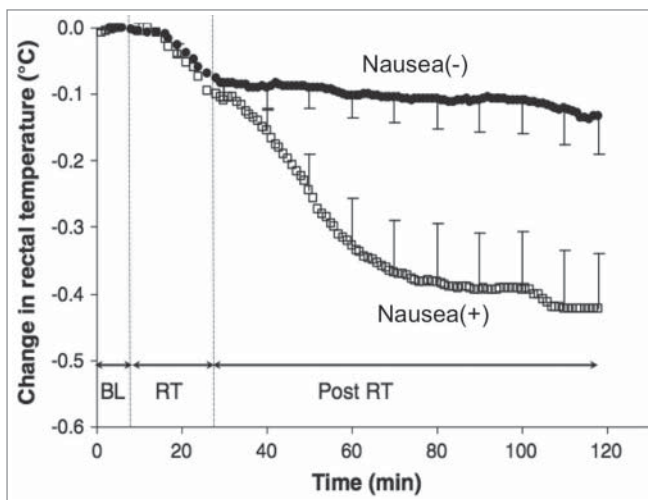 Change in rectal temperature (°C)
0.0
-0.1
-0.2
-0.3
-0.4
-0.5
-0.6
Nausea(-)
Nausea(+)
BL
RT
Post RT
0 20 40 60 80 100 120
Time (min)